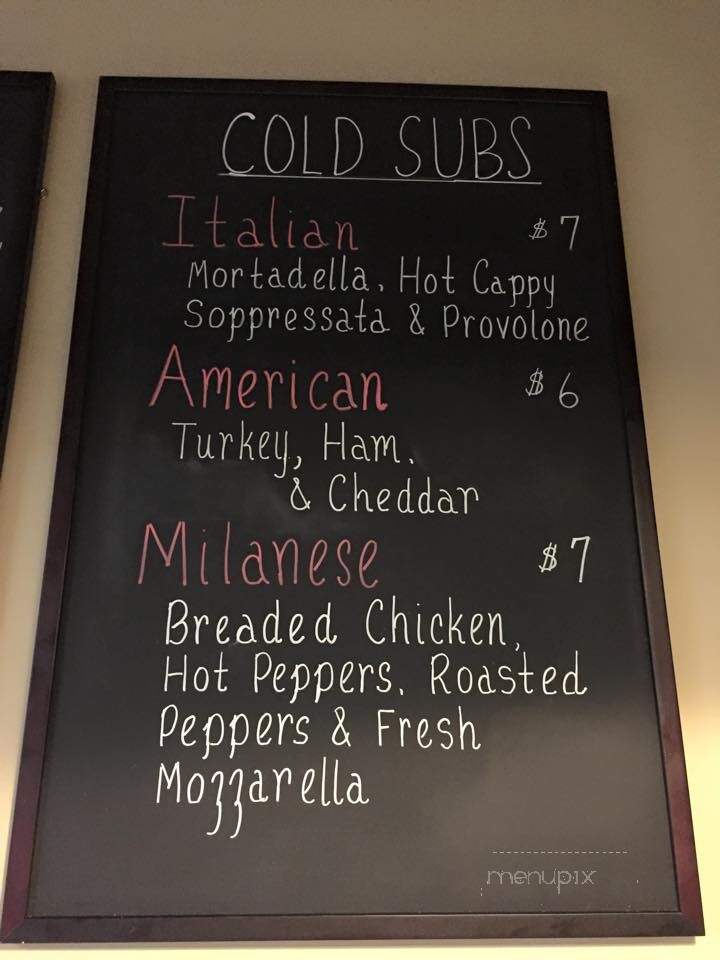 COLD SUBS
Italian $7
Mortadella, Hot Cappy
Soppressata & Provolone
American $6
Turkey, Ham,
& Cheddar
Milanese $7
Breaded Chicken,
Hot Peppers, Roasted
Peppers & Fresh
Mozzarella
menupix